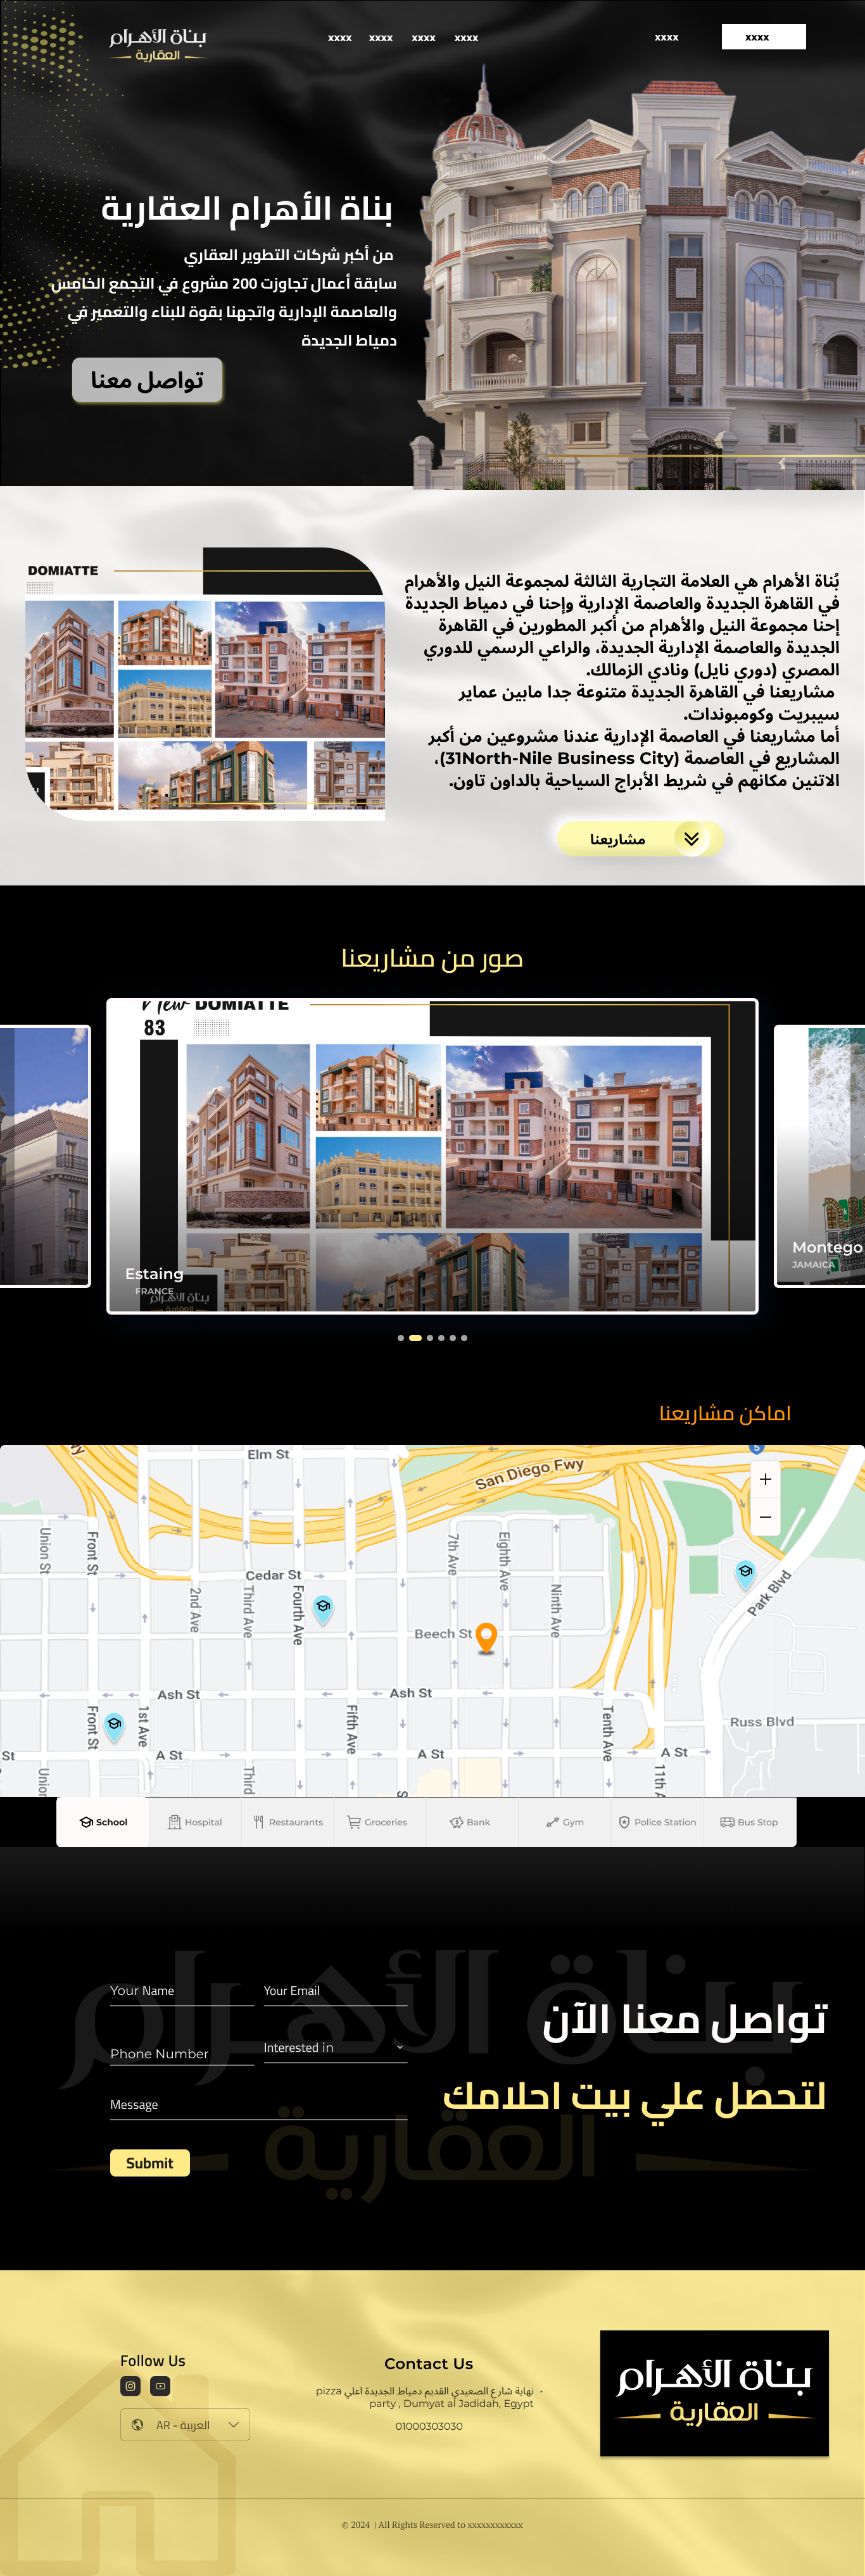 بناة الأهرام
العقارية
xxxx xxxx xxxx xxxx
xxxx
xxxx
بناة الأهرام العقارية
من أكبر شركات التطوير العقاري
سابقة أعمال تجاوزت 200 مشروع في التجمع الخامس
والعاصمة الإدارية واتجهنا بقوة للبناء والتعمير في
دمياط الجديدة
تواصل معنا
DOMIATTE
بُناة الأهرام هي العلامة التجارية الثالثة لمجموعة النيل والأهرام
في القاهرة الجديدة والعاصمة الإدارية وإحنا في دمياط الجديدة
إحنا مجموعة النيل والأهرام من أكبر المطورين في القاهرة
الجديدة والعاصمة الإدارية الجديدة، والراعي الرسمي للدوري
المصري (دوري نايل) ونادي الزمالك.
مشاريعنا في القاهرة الجديدة متنوعة جدا مابين عماير
سيبريت وكومبوندات.
أما مشاريعنا في العاصمة الإدارية عندنا مشروعين من أكبر
المشاريع في العاصمة (31North-Nile Business City)،
الاتنين مكانهم في شريط الأبراج السياحية بالداون تاون.
مشاريعنا
صور من مشاريعنا
New DOMIATTE
83
Estaing
FRANCE
بناة الأهرام
العقارية
Montego
JAMAICA
اماكن مشاريعنا
Elm St
San Diego Fwy
5
Union St
Front St
2nd Ave
Third Ave
Fourth Ave
Cedar St
7th Ave
Eighth Ave
Ninth Ave
Park Blvd
Beech St
Ash St
Ash St
Front St
1st Ave
Fifth Ave
Tenth Ave
Russ Blvd
St
A St
A St
A St
Union
Third
11th A
School
Hospital
Restaurants
Groceries
Bank
Gym
Police Station
Bus Stop
بناة الأهرام
العقارية
Your Name
Your Email
Phone Number
Interested in
Message
Submit
تواصل معنا الآن
لتحصل علي بيت احلامك
Follow Us
AR - العربية
Contact Us
نهاية شارع الصعيدي القديم دمياط الجديدة اعلي pizza
party , Dumyat al Jadidah, Egypt
01000303030
بناة الأهرام
العقارية
© 2024 | All Rights Reserved to xxxxxxxxxxxx